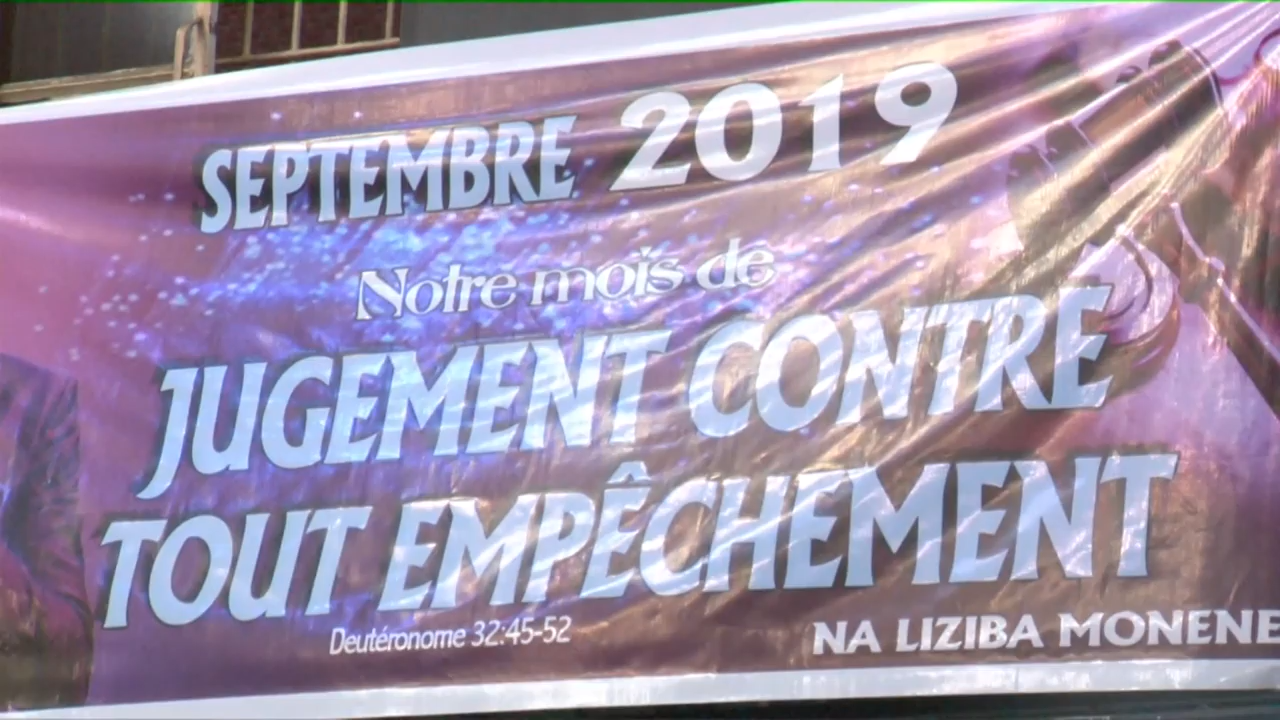 SEPTEMBRE 2019
Notre mois de
JUGEMENT CONTRE
TOUT EMPÊCHEMENT
Deutéronome 32:45-52
NA LIZIBA MONENE